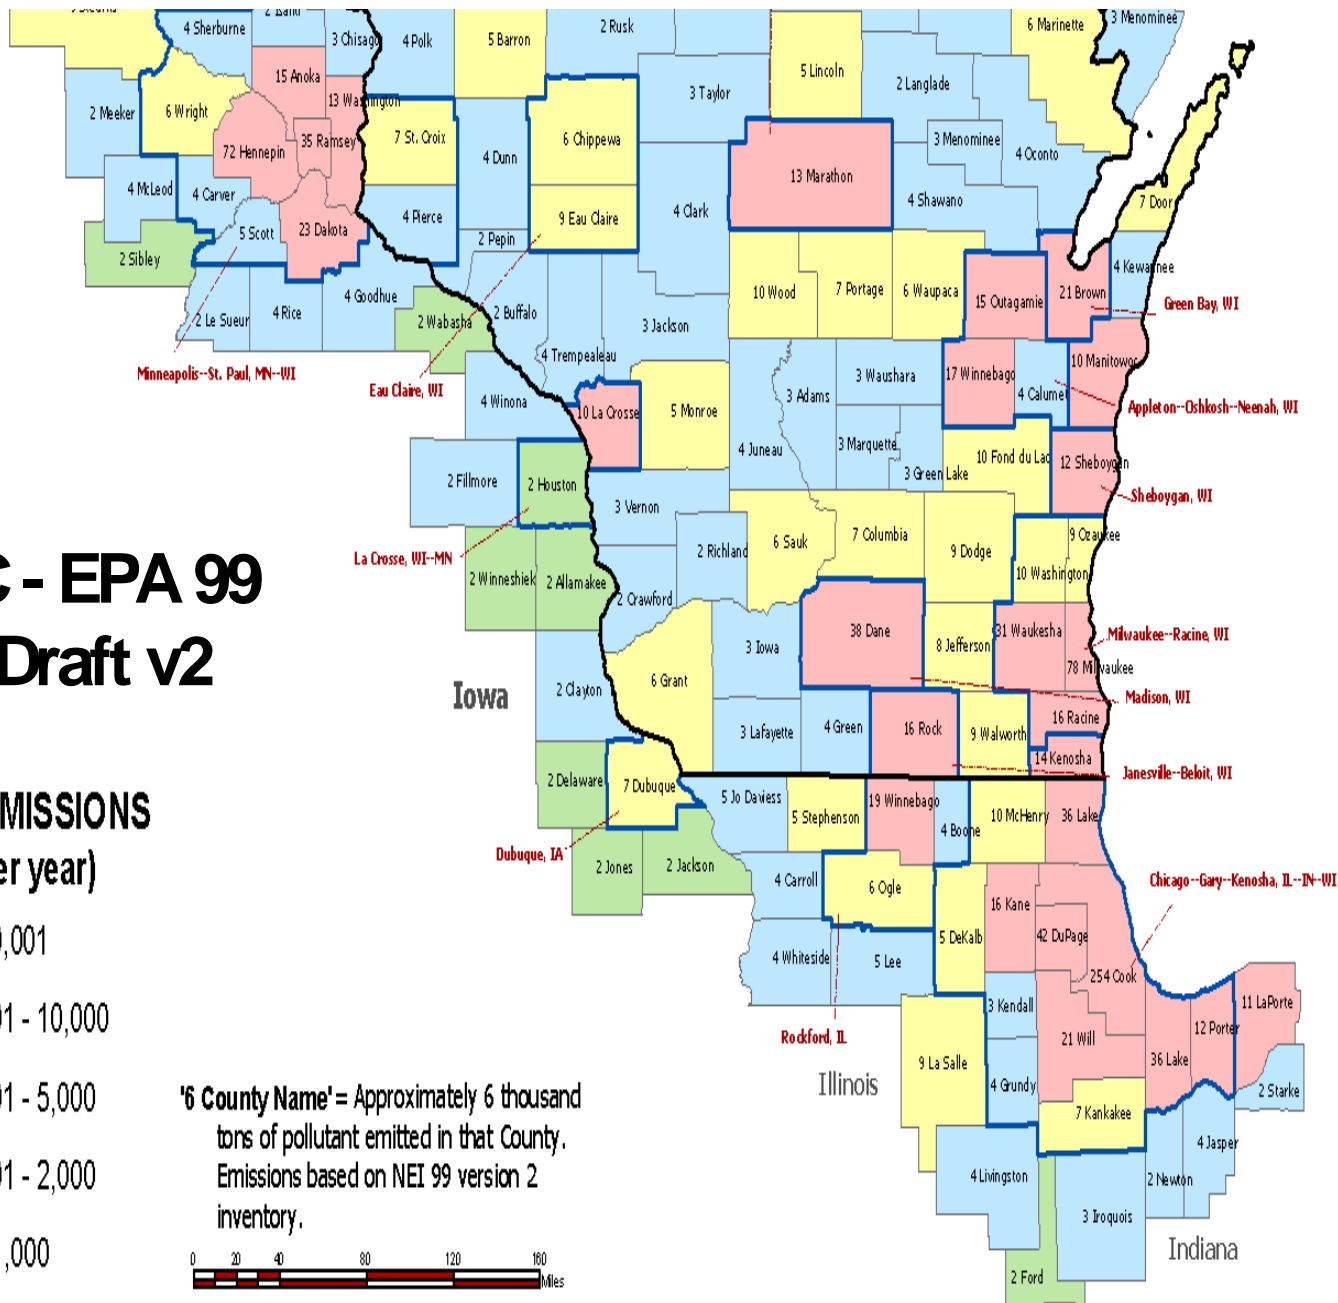 4 Sherburne
3 Chisago
4 Polk
5 Barron
2 Rusk
6 Marinette
3 Menominee
15 Anoka
5 Lincoln
2 Langlade
2 Meeker
6 Wright
13 Washington
3 Taylor
7 St. Croix
6 Chippewa
3 Menominee
4 Oconto
72 Hennepin
35 Ramsey
4 Dunn
13 Marathon
4 McLeod
4 Carver
4 Pierce
9 Eau Claire
4 Clark
4 Shawano
7 Door
5 Scott
23 Dakota
2 Pepin
2 Sibley
4 Kewaunee
4 Goodhue
10 Wood
7 Portage
6 Waupaca
15 Outagamie
21 Brown
Green Bay, WI
2 Le Sueur
4 Rice
2 Wabasha
2 Buffalo
3 Jackson
4 Trempealeau
10 Manitowoc
Minneapolis--St. Paul, MN--WI
Eau Claire, WI
3 Adams
3 Waushara
17 Winnebago
4 Calumet
4 Winona
10 La Crosse
5 Monroe
Appleton--Oshkosh--Neenah, WI
4 Juneau
3 Marquette
3 Green Lake
10 Fond du Lac
12 Sheboygan
2 Fillmore
2 Houston
Sheboygan, WI
3 Vernon
La Crosse, WI--MN
2 Richland
6 Sauk
7 Columbia
9 Dodge
9 Ozaukee
10 Washington
2 Winneshiek
2 Allamakee
2 Crawford
C - EPA 99
Draft v2
38 Dane
8 Jefferson
31 Waukesha
Milwaukee--Racine, WI
3 Iowa
78 Milwaukee
Iowa
2 Clayton
6 Grant
Madison, WI
3 Lafayette
4 Green
16 Rock
9 Walworth
16 Racine
14 Kenosha
Janesville--Beloit, WI
2 Delaware
7 Dubuque
5 Jo Daviess
5 Stephenson
19 Winnebago
4 Boone
10 McHenry
36 Lake
MISSIONS
er year)
Dubuque, IA
2 Jones
2 Jackson
4 Carroll
6 Ogle
16 Kane
Chicago--Gary--Kenosha, IL--IN--WI
0,001
5 DeKalb
42 DuPage
4 Whiteside
5 Lee
254 Cook
01 - 10,000
3 Kendall
11 LaPorte
Rockford, IL
21 Will
12 Porter
9 La Salle
36 Lake
Illinois
4 Grundy
2 Starke
01 - 5,000
7 Kankakee
'6 County Name' = Approximately 6 thousand
tons of pollutant emitted in that County.
Emissions based on NEI 99 version 2
inventory.
4 Jasper
01 - 2,000
4 Livingston
2 Newton
3 Iroquois
Indiana
,000
2 Ford
0 20 40 80 120 160
Miles